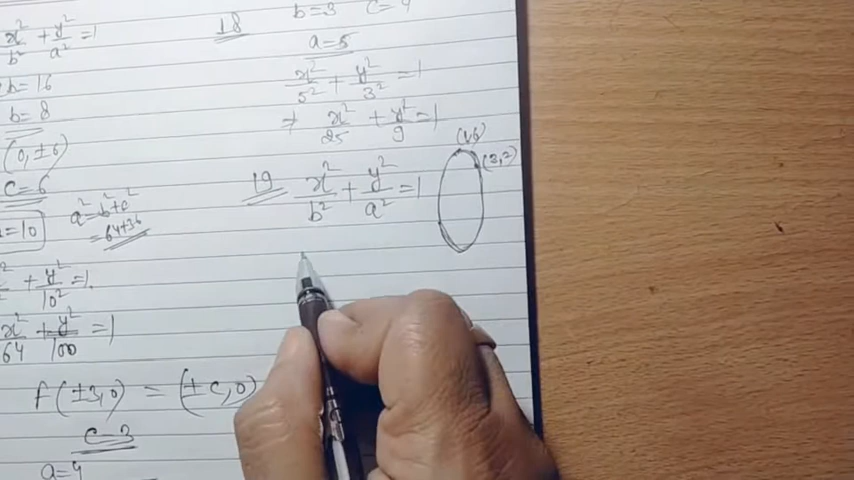 x²/b² + y²/a² = 1
b = 16
b = 8
(0, ±6)
c = 6
a² = b² + c²
= 64+36
= 10
y²/10² = 1.
x²/64 + y²/100 = 1
F(±3,0) = (±c,0)
c = 3
a = 4
18
b = 3 c = 4
a = 5
x²/5² + y²/3² = 1
⇒ x²/25 + y²/9 = 1
19 x²/b² + y²/a² = 1
(1,6)
(3,2)